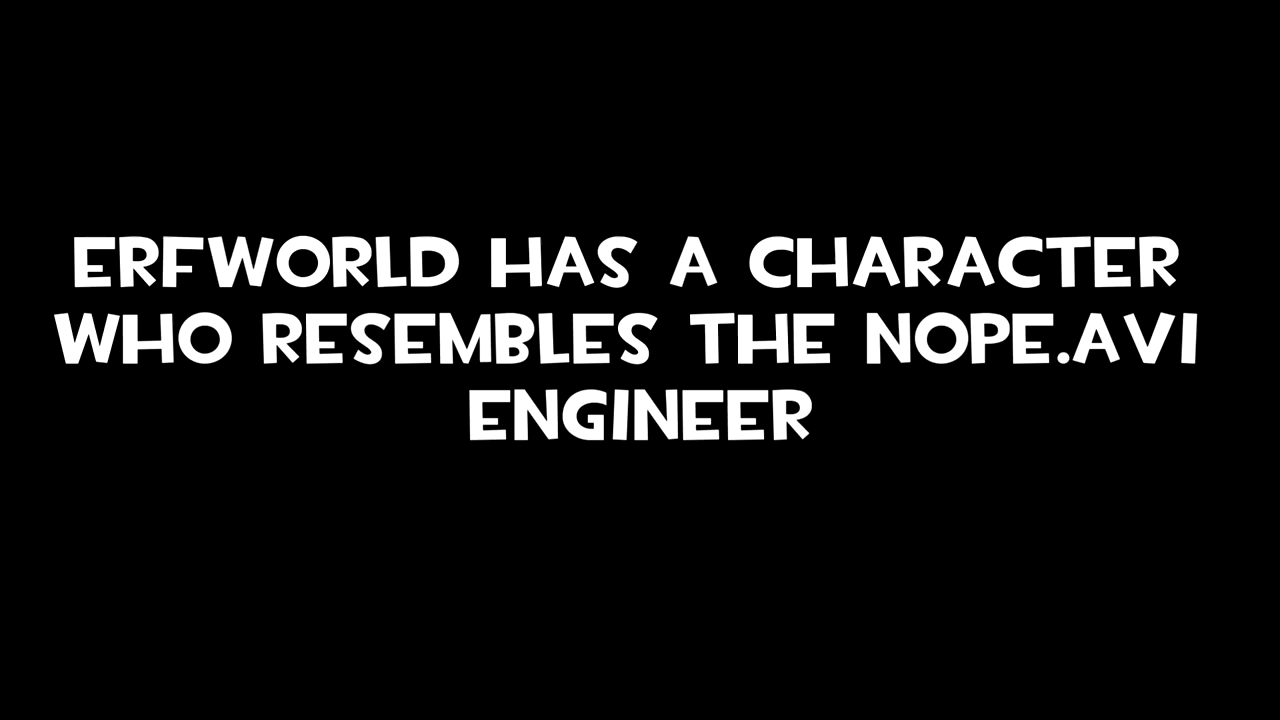 ERFWORLD HAS A CHARACTER
WHO RESEMBLES THE NOPE.AVI
ENGINEER